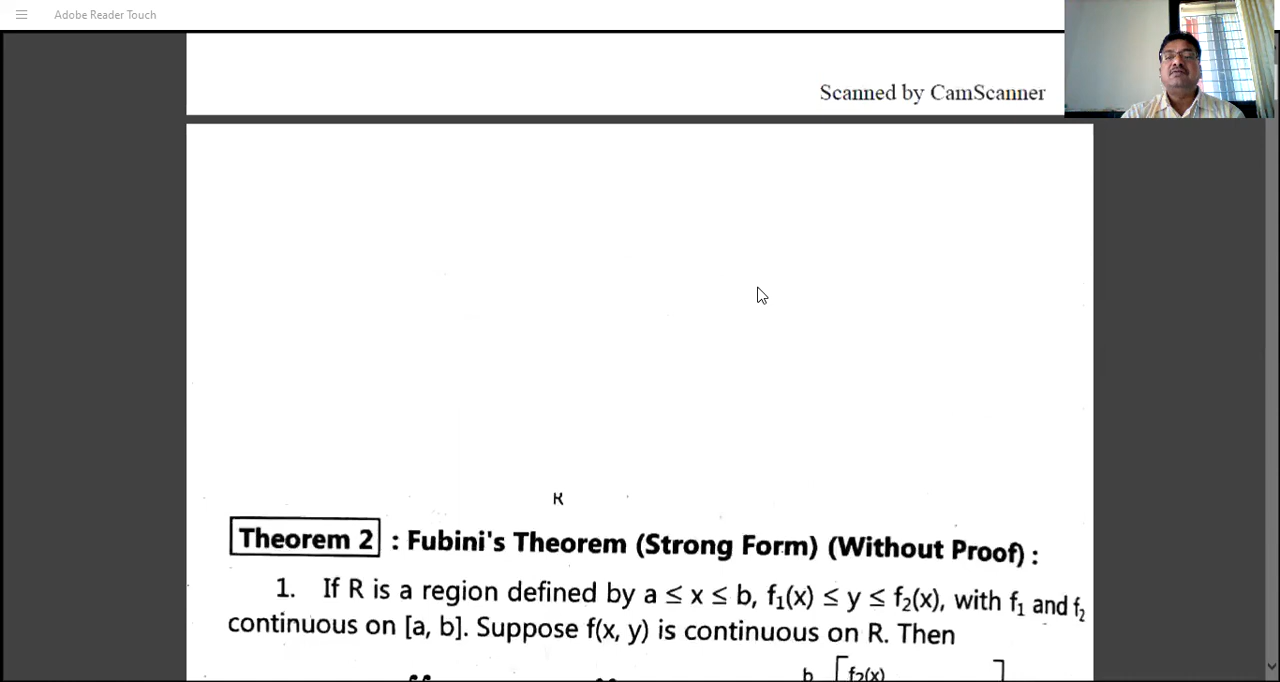 Adobe Reader Touch
Scanned by CamScanner
R
Theorem 2 : Fubini's Theorem (Strong Form) (Without Proof) :
1. If R is a region defined by a ≤ x ≤ b, f₁(x) ≤ y ≤ f₂(x), with f₁ and f₂
continuous on [a, b]. Suppose f(x, y) is continuous on R. Then
b [ f₂(x) ]